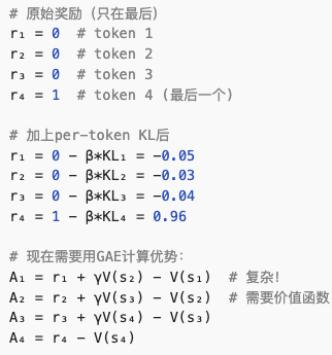 # 原始奖励（只在最后）
r₁ = 0  # token 1
r₂ = 0  # token 2
r₃ = 0  # token 3
r₄ = 1  # token 4（最后一个）
# 加上per-token KL后
r₁ = 0 - β*KL₁ = -0.05
r₂ = 0 - β*KL₂ = -0.03
r₃ = 0 - β*KL₃ = -0.04
r₄ = 1 - β*KL₄ = 0.96
# 现在需要用GAE计算优势：
A₁ = r₁ + γV(s₂) - V(s₁)  # 复杂!
A₂ = r₂ + γV(s₃) - V(s₂)  # 需要价值函数
A₃ = r₃ + γV(s₄) - V(s₃)
A₄ = r₄ - V(s₄)